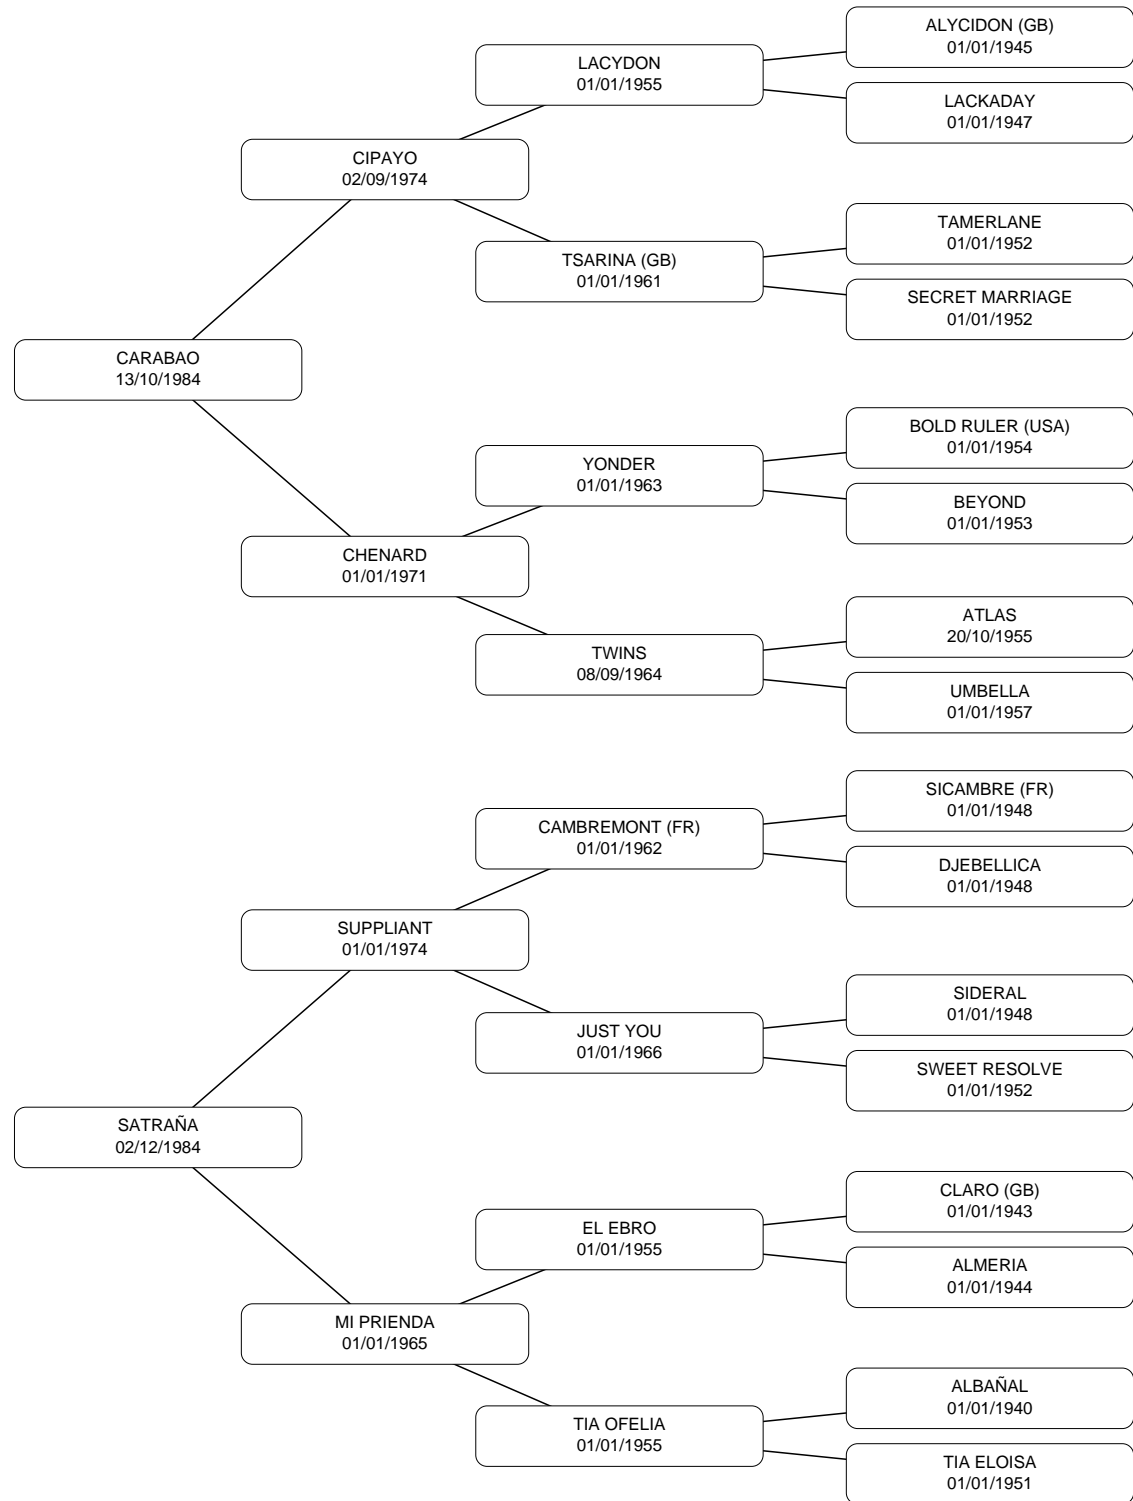 ALYCIDON (GB)
01/01/1945
LACYDON
01/01/1955
LACKADAY
01/01/1947
CIPAYO
02/09/1974
TAMERLANE
01/01/1952
TSARINA (GB)
01/01/1961
SECRET MARRIAGE
01/01/1952
CARABAO
13/10/1984
BOLD RULER (USA)
01/01/1954
YONDER
01/01/1963
BEYOND
01/01/1953
CHENARD
01/01/1971
ATLAS
20/10/1955
TWINS
08/09/1964
UMBELLA
01/01/1957
SICAMBRE (FR)
01/01/1948
CAMBREMONT (FR)
01/01/1962
DJEBELLICA
01/01/1948
SUPPLIANT
01/01/1974
SIDERAL
01/01/1948
JUST YOU
01/01/1966
SWEET RESOLVE
01/01/1952
SATRAÑA
02/12/1984
CLARO (GB)
01/01/1943
EL EBRO
01/01/1955
ALMERIA
01/01/1944
MI PRIENDA
01/01/1965
ALBAÑAL
01/01/1940
TIA OFELIA
01/01/1955
TIA ELOISA
01/01/1951